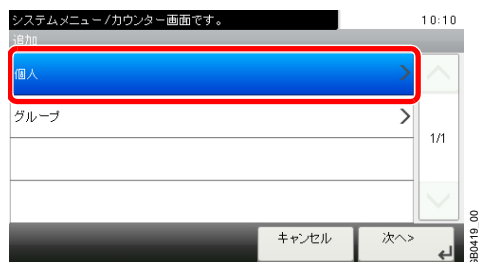 システムメニュー/カウンター画面です。 10:10
追加
個人
グループ
1/1
キャンセル 次へ>
GB0419_00